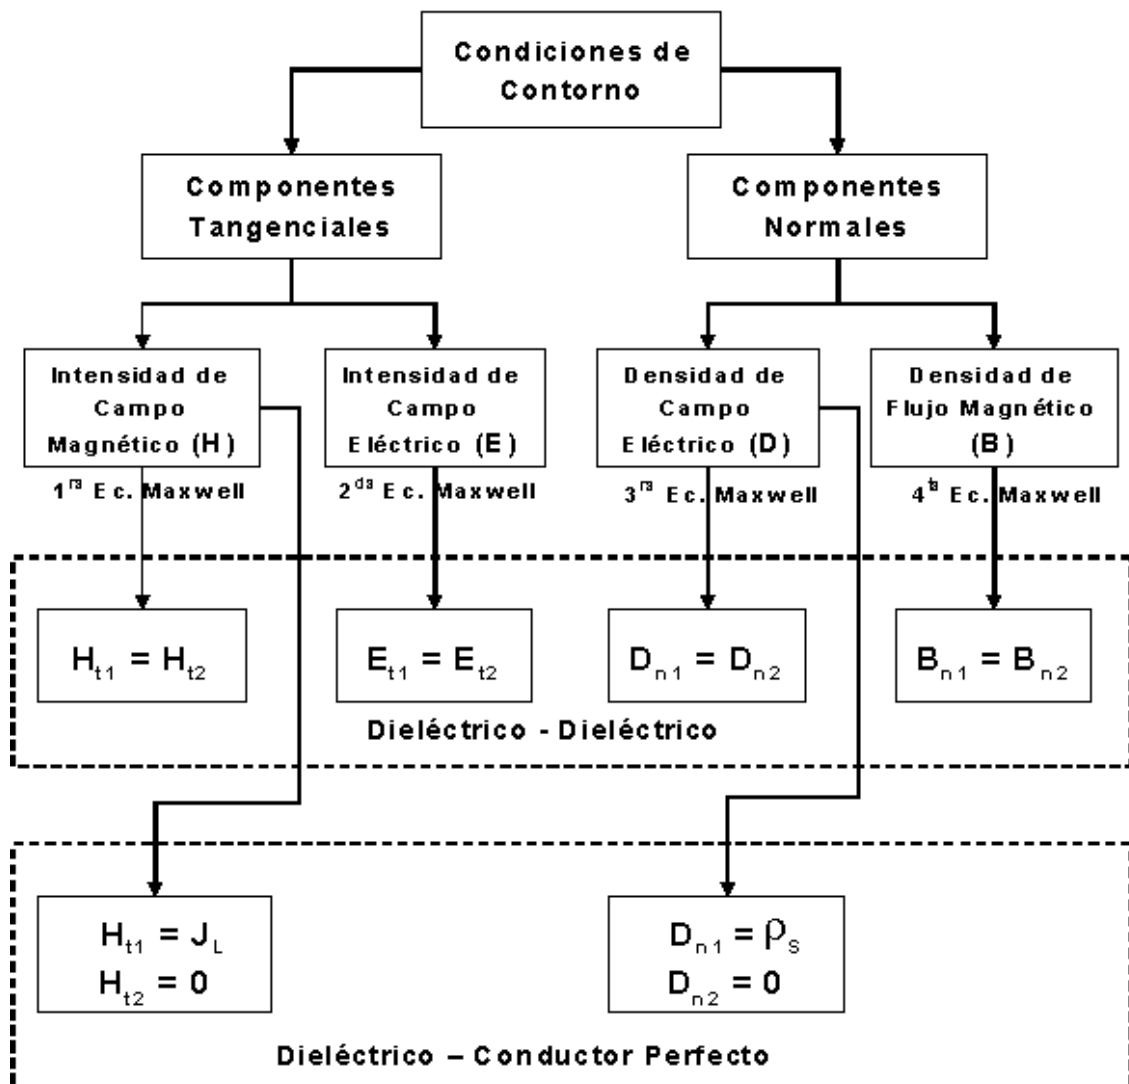 Condiciones de
Contorno
Componentes
Tangenciales
Componentes
Normales
Intensidad de
Campo
Magnético (H)
Intensidad de
Campo
Eléctrico (E)
Densidad de
Campo
Eléctrico (D)
Densidad de
Flujo Magnético
(B)
1ra Ec. Maxwell
2da Ec. Maxwell
3ra Ec. Maxwell
4ta Ec. Maxwell
Ht1 = Ht2
Et1 = Et2
Dn1 = Dn2
Bn1 = Bn2
Dieléctrico - Dieléctrico
Ht1 = JL
Ht2 = 0
Dn1 = ρS
Dn2 = 0
Dieléctrico – Conductor Perfecto